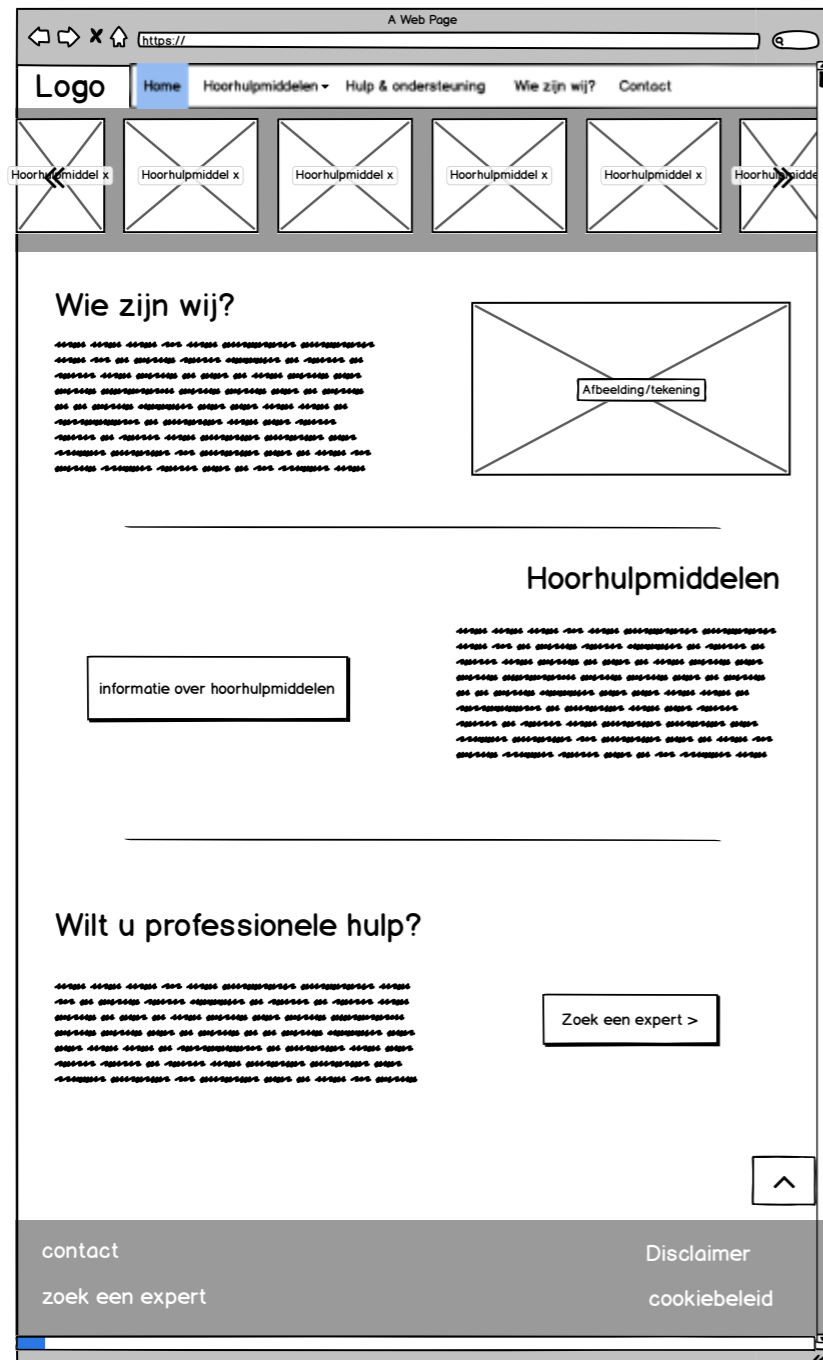 A Web Page
https://
Logo
Home Hoorhulpmiddelen Hulp & ondersteuning Wie zijn wij? Contact
Hoorhulpmiddel x Hoorhulpmiddel x Hoorhulpmiddel x Hoorhulpmiddel x Hoorhulpmiddel x
Wie zijn wij?
Afbeelding/tekening
Hoorhulpmiddelen
informatie over hoorhulpmiddelen
Wilt u professionele hulp?
Zoek een expert >
contact
Disclaimer
zoek een expert
cookiebeleid